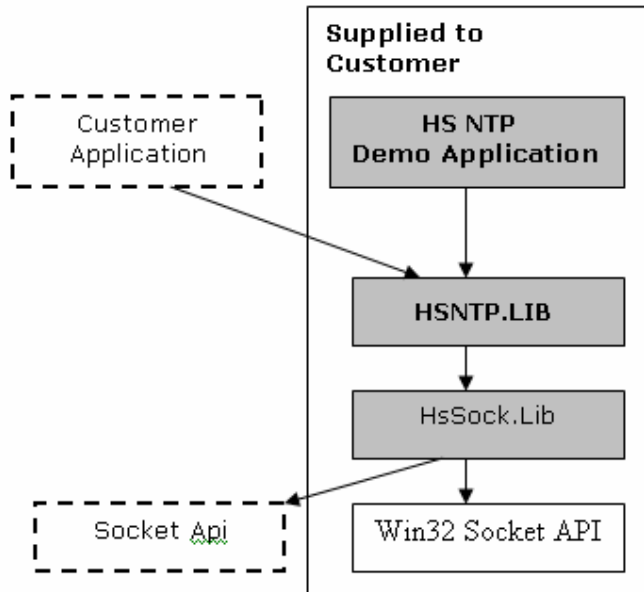 Supplied to
Customer
Customer
Application
HS NTP
Demo Application
HSNTP.LIB
HsSock.Lib
Socket Api
Win32 Socket API